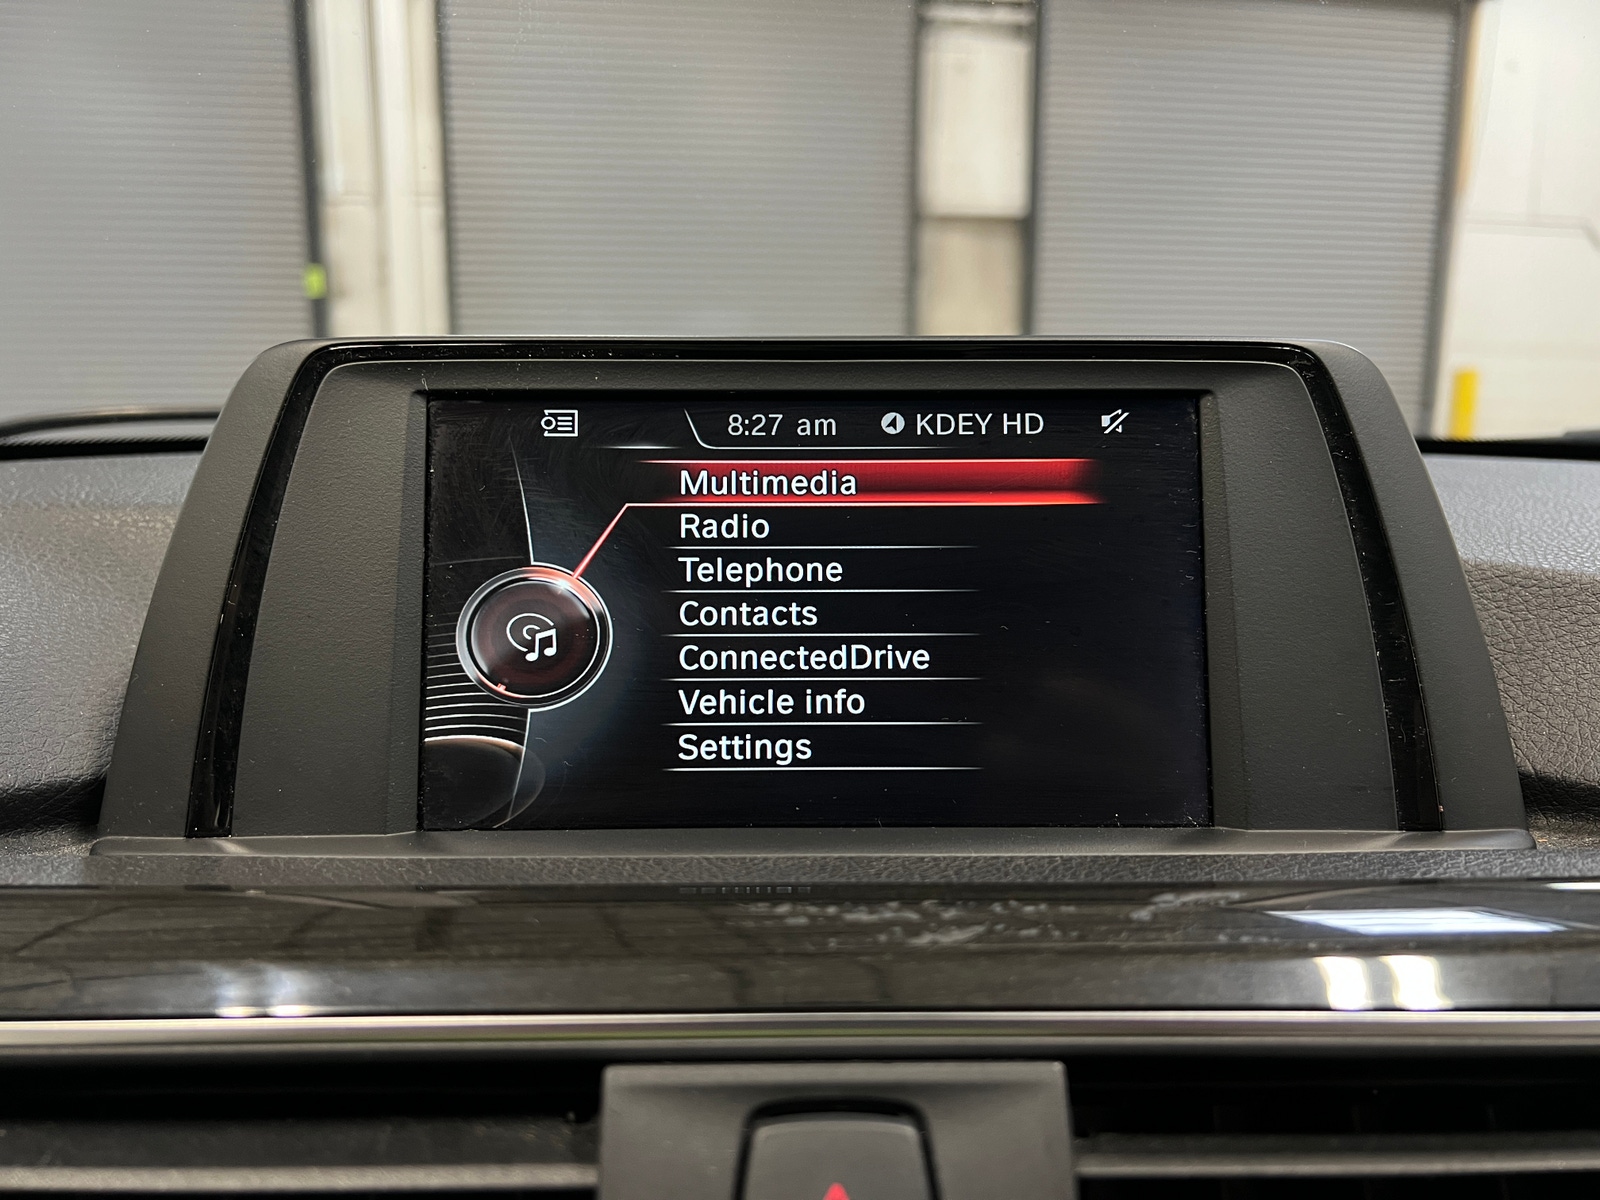 8:27 am KDEY HD
Multimedia
Radio
Telephone
Contacts
ConnectedDrive
Vehicle info
Settings